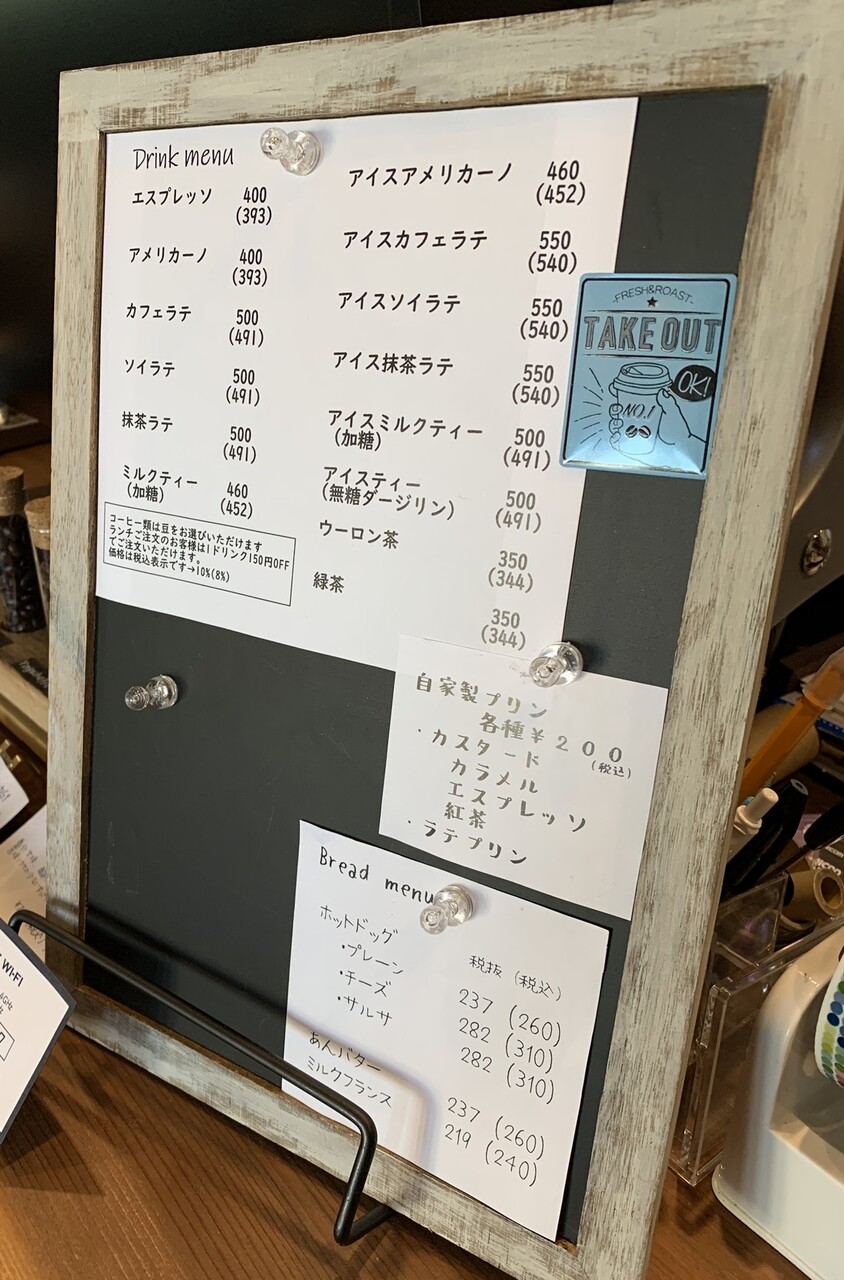 Drink menu
エスプレッソ 400
(393)
アメリカーノ 400
(393)
カフェラテ 500
(491)
ソイラテ 500
(491)
抹茶ラテ 500
(491)
ミルクティー 460
(加糖) (452)
コーヒー類は豆をお選びいただけます
ランチご注文のお客様は1ドリンク150円OFF
でご注文いただけます。
価格は税込表示です→10%(8%)
アイスアメリカーノ 460
(452)
アイスカフェラテ 550
(540)
アイスソイラテ 550
(540)
アイス抹茶ラテ 550
(540)
アイスミルクティー 500
(加糖) (491)
アイスティー 500
(無糖ダージリン) (491)
ウーロン茶 350
(344)
緑茶 350
(344)
-FRESH&ROAST-
TAKE OUT
OK!
NO.1
自家製プリン
各種¥200
(税込)
・カスタード
カラメル
エスプレッソ
紅茶
・ラテプリン
Bread menu
ホットドッグ 税抜 (税込)
・プレーン 237 (260)
・チーズ 282 (310)
・サルサ 282 (310)
あんバター 237 (260)
ミルクフランス 219 (240)
WI-FI